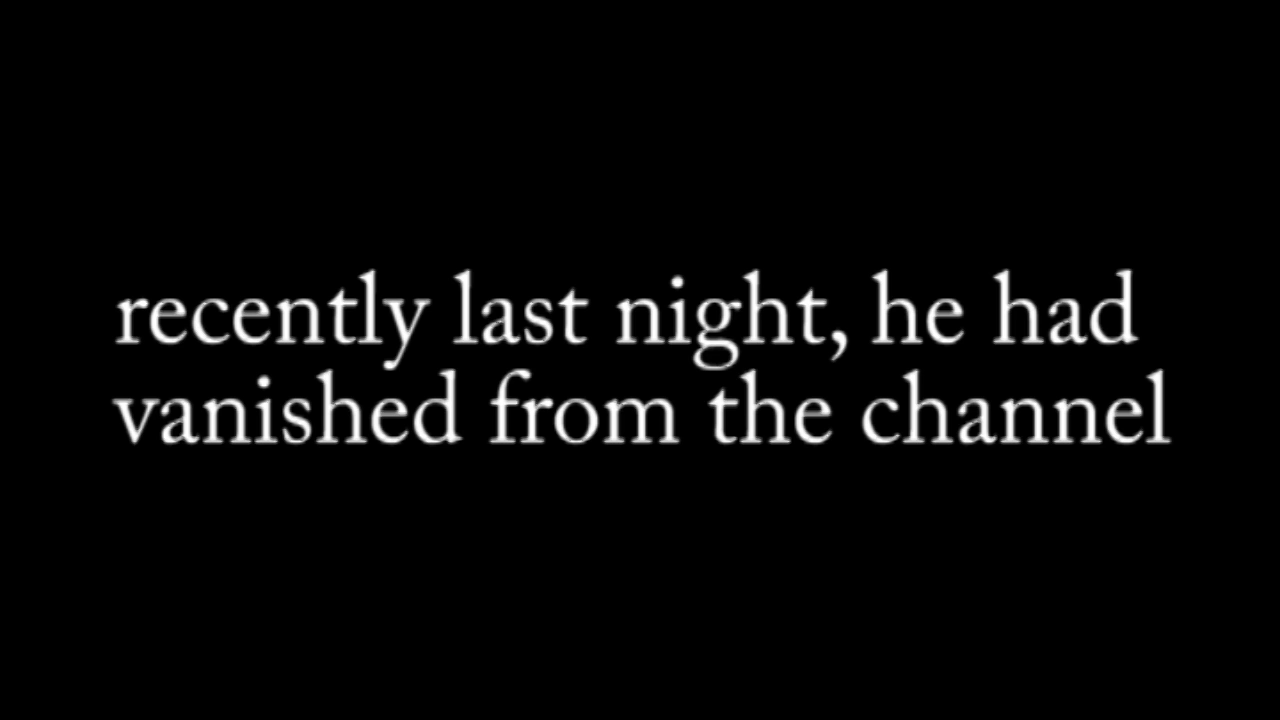 recently last night, he had
vanished from the channel